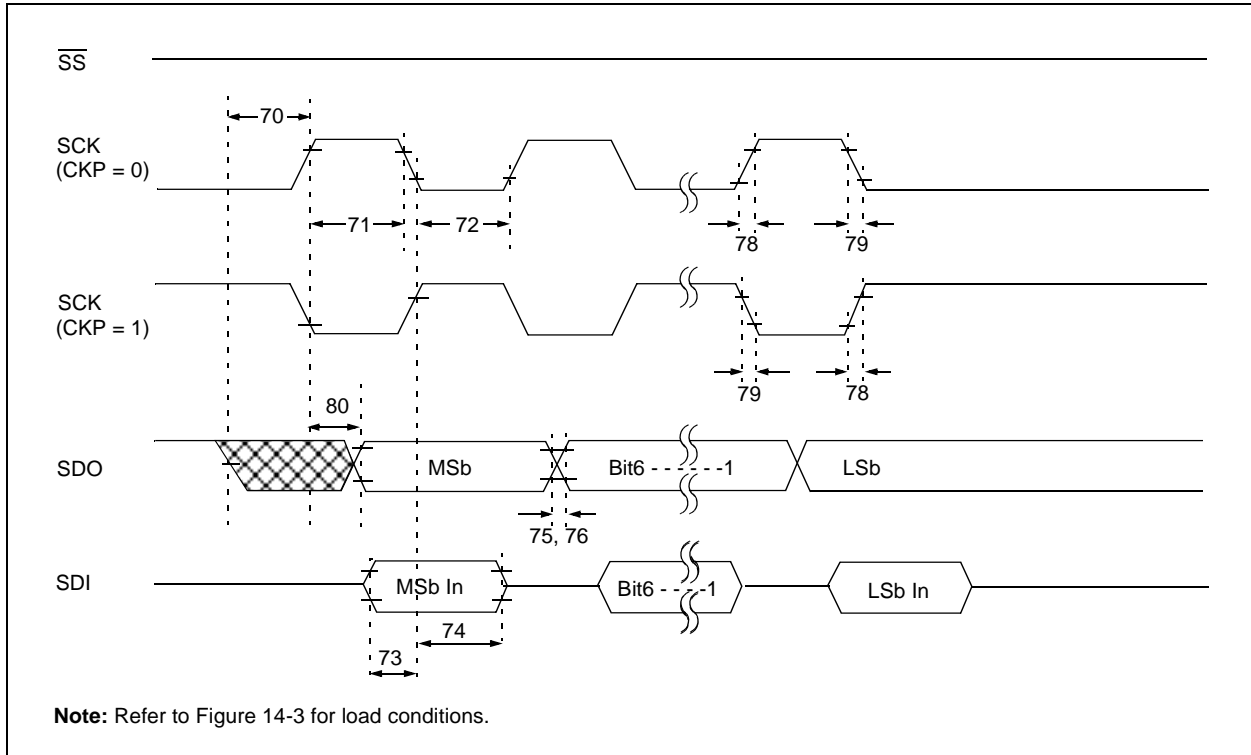 SS
70
SCK
(CKP = 0)
71
72
78
79
SCK
(CKP = 1)
79
78
80
SDO
MSb
Bit6 - - - - - -1
LSb
75, 76
SDI
MSb In
Bit6 - - - - -1
LSb In
74
73
Note: Refer to Figure 14-3 for load conditions.